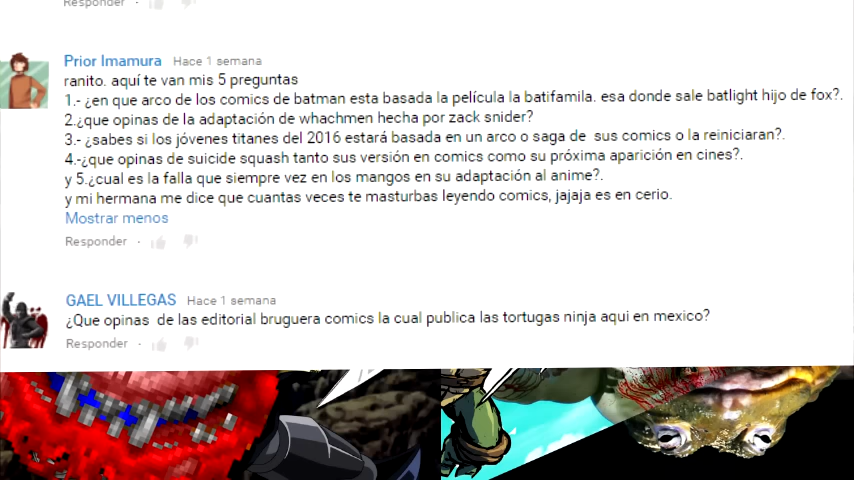 Responder ·
Prior Imamura Hace 1 semana
ranito. aquí te van mis 5 preguntas
1.- ¿en que arco de los comics de batman esta basada la película la batifamila. esa donde sale batlight hijo de fox?.
2.¿que opinas de la adaptación de whachmen hecha por zack snider?
3.- ¿sabes si los jóvenes titanes del 2016 estará basada en un arco o saga de sus comics o la reiniciaran?.
4.-¿que opinas de suicide squash tanto sus versión en comics como su próxima aparición en cines?.
y 5.¿cual es la falla que siempre vez en los mangos en su adaptación al anime?.
y mi hermana me dice que cuantas veces te masturbas leyendo comics, jajaja es en cerio.
Mostrar menos
Responder ·
GAEL VILLEGAS Hace 1 semana
¿Que opinas de las editorial bruguera comics la cual publica las tortugas ninja aqui en mexico?
Responder ·